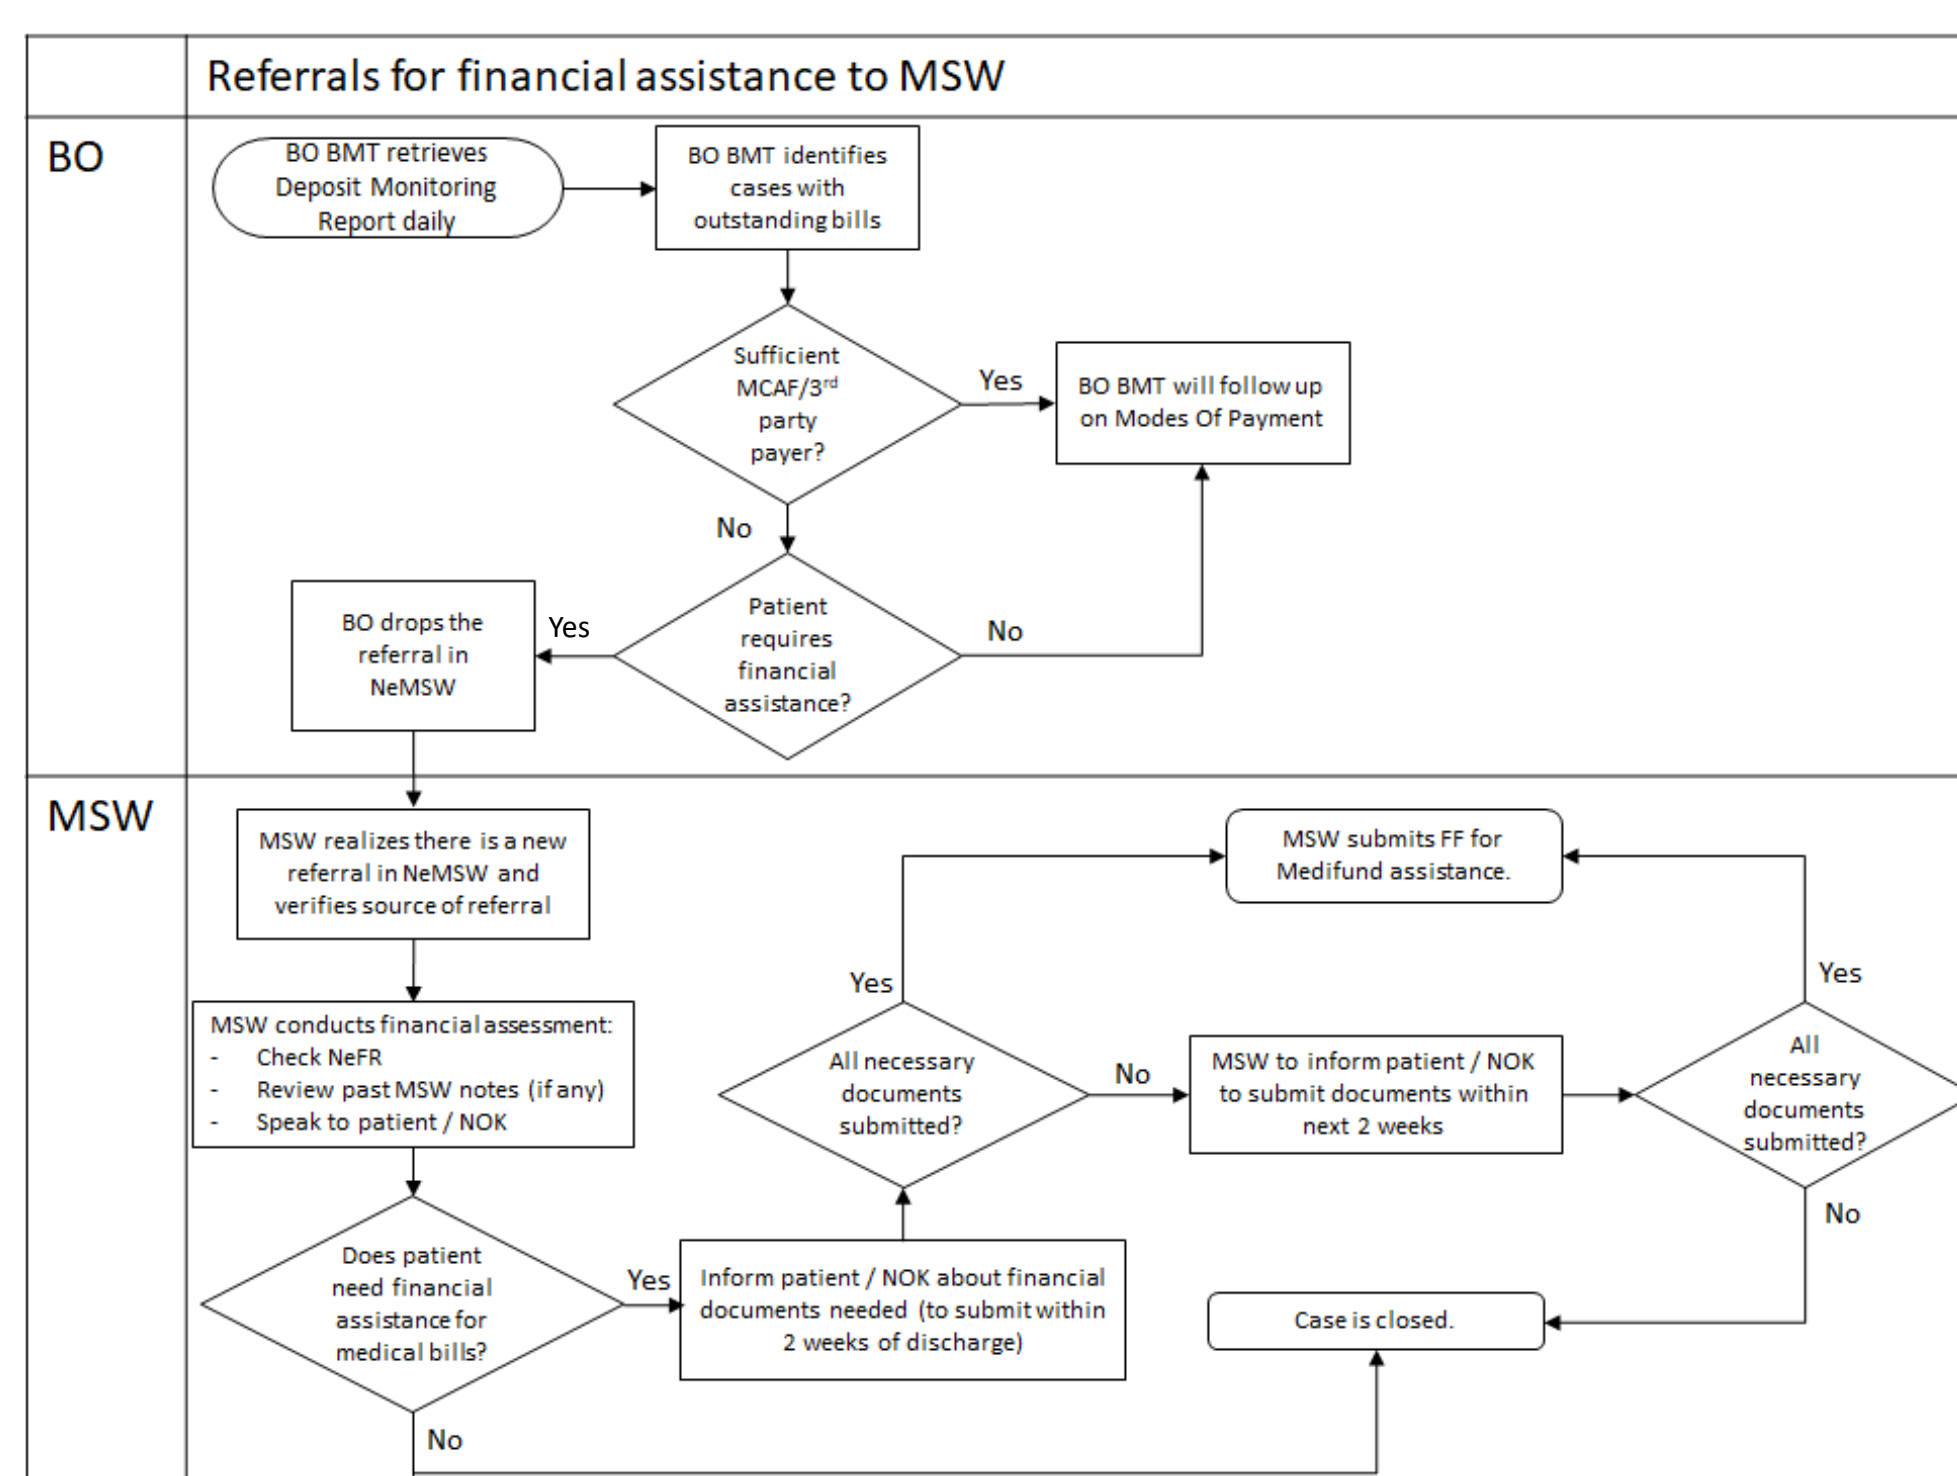 Referrals for financial assistance to MSW
BO
BO BMT retrieves
Deposit Monitoring
Report daily
BO BMT identifies
cases with
outstanding bills
Sufficient
MCAF/3rd
party
payer?
Yes
BO BMT will follow up
on Modes Of Payment
No
Patient
requires
financial
assistance?
Yes
No
BO drops the
referral in
NeMSW
MSW
MSW realizes there is a new
referral in NeMSW and
verifies source of referral
MSW submits FF for
Medifund assistance.
MSW conducts financial assessment:
- Check NeFR
- Review past MSW notes (if any)
- Speak to patient / NOK
Yes
All necessary
documents
submitted?
No
MSW to inform patient / NOK
to submit documents within
next 2 weeks
Yes
All
necessary
documents
submitted?
No
Does patient
need financial
assistance for
medical bills?
Yes
Inform patient / NOK about financial
documents needed (to submit within
2 weeks of discharge)
Case is closed.
No